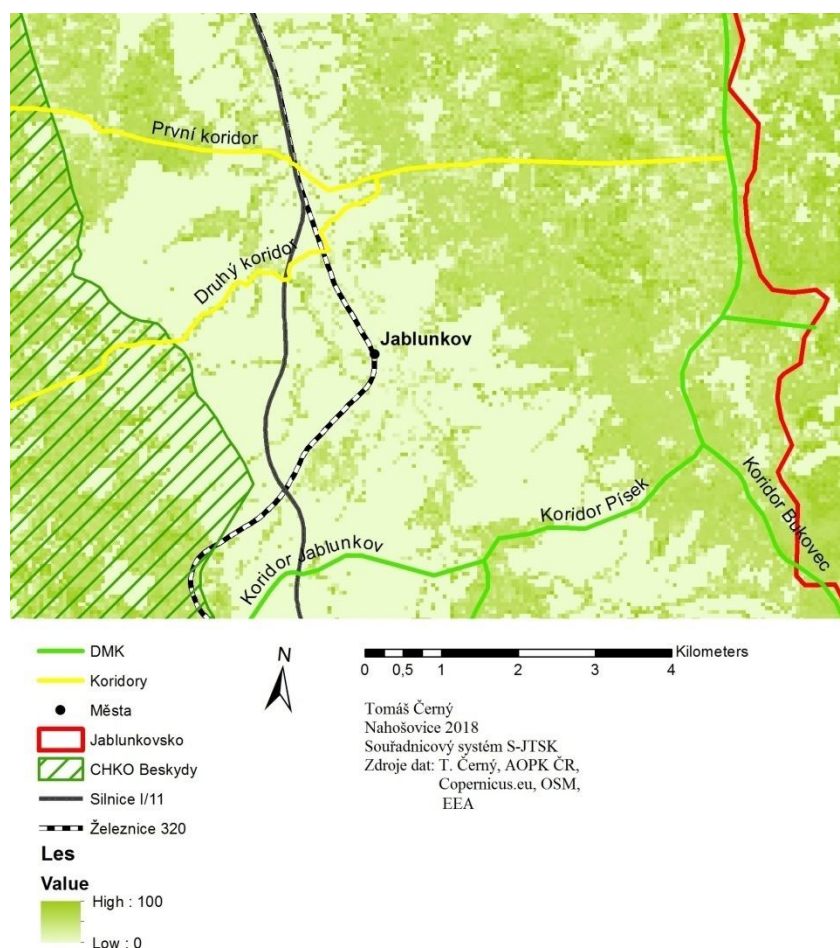 První koridor
Druhý koridor
Jablunkov
Koridor Písek
Koridor Bukovec
Koridor Jablunkov
DMK
Koridory
Města
Jablunkovsko
CHKO Beskydy
Silnice I/11
Železnice 320
Les
Value
High : 100
Low : 0
N
Kilometers
0 0,5 1 2 3 4
Tomáš Černý
Nahošovice 2018
Souřadnicový systém S-JTSK
Zdroje dat: T. Černý, AOPK ČR,
Copernicus.eu, OSM,
EEA